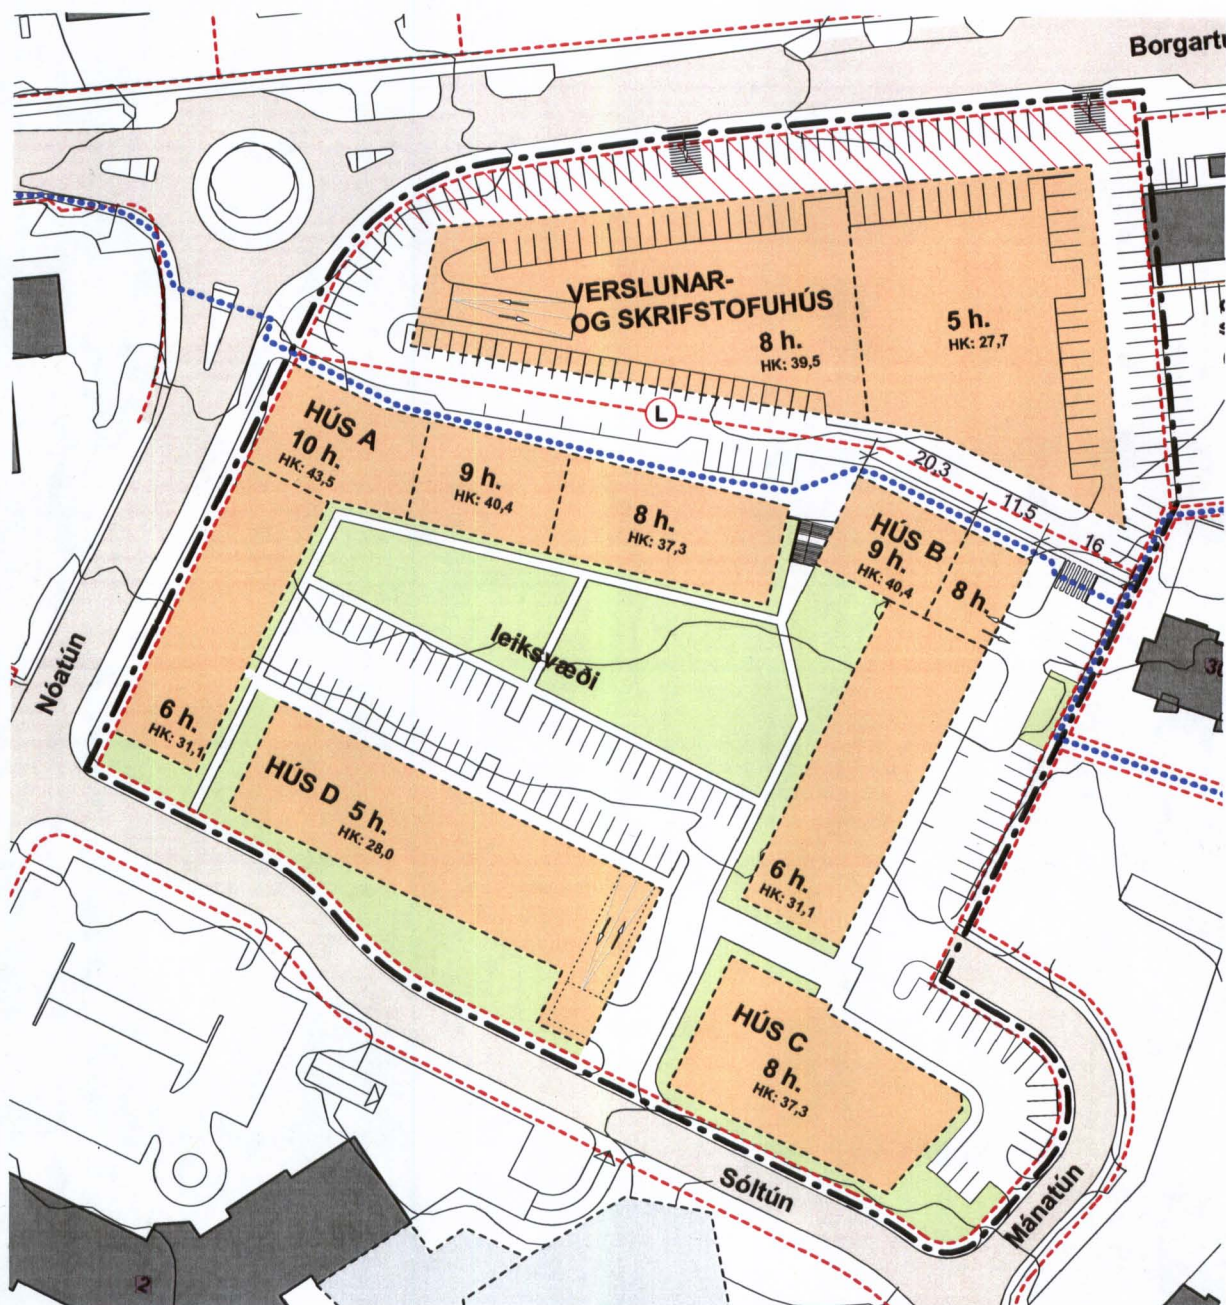 Borgart
VERSLUNAR-
OG SKRIFSTOFUHÚS
8 h.
HK: 39,5
5 h.
HK: 27,7
L
HÚS A
10 h.
HK: 43,5
9 h.
HK: 40,4
8 h.
HK: 37,3
20,3
11,5
16
HÚS B
9 h.
HK: 40,4
8 h.
leiksvæði
Nóatún
6 h.
HK: 31,1
HÚS D 5 h.
HK: 28,0
6 h.
HK: 31,1
HÚS C
8 h.
HK: 37,3
Sóltún
Mánatún
2